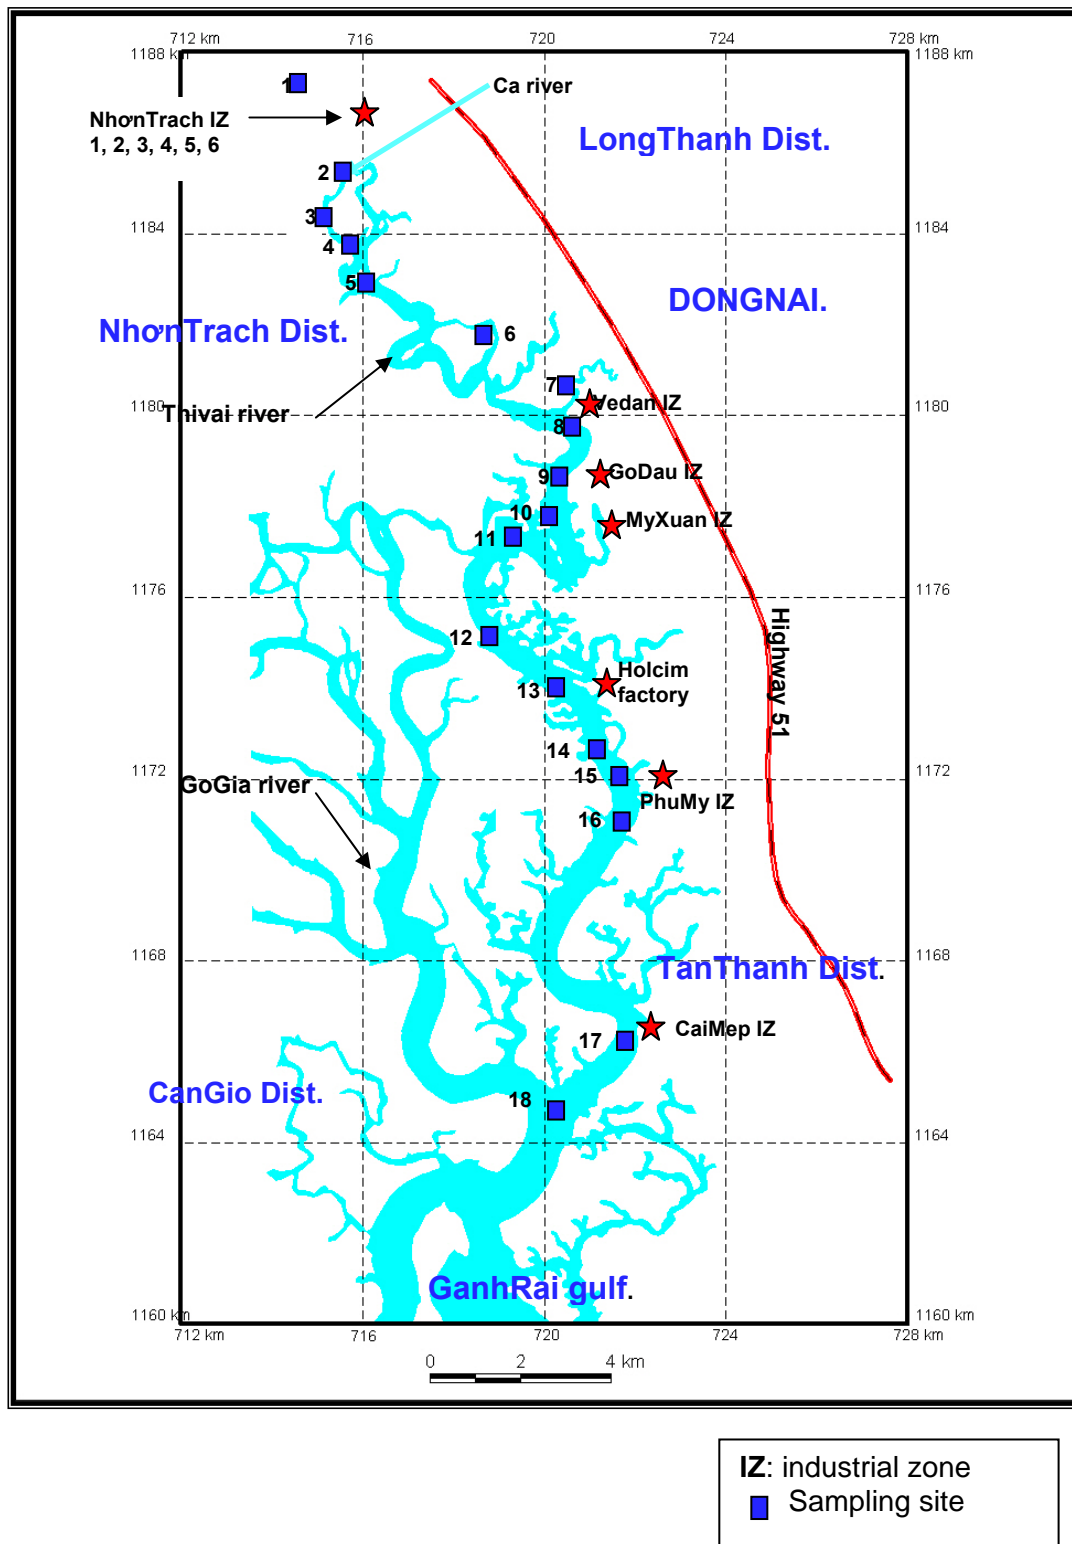 712 km
716
720
724
728 km
1188 km
1188 km
1
Ca river
NhơnTrach IZ
1, 2, 3, 4, 5, 6
LongThanh Dist.
2
3
1184
4
1184
5
DONGNAI.
NhơnTrach Dist.
6
7
Vedan IZ
Thivai river
1180
8
1180
9
GoDau IZ
10
MyXuan IZ
11
1176
1176
12
Highway 51
Holcim
factory
13
14
1172
15
1172
GoGia river
PhuMy IZ
16
1168
TanThanh Dist.
1168
CaiMep IZ
17
CanGio Dist.
18
1164
1164
GanhRai gulf.
1160 km
1160 km
712 km
716
720
724
728 km
0 2 4 km
IZ: industrial zone
Sampling site